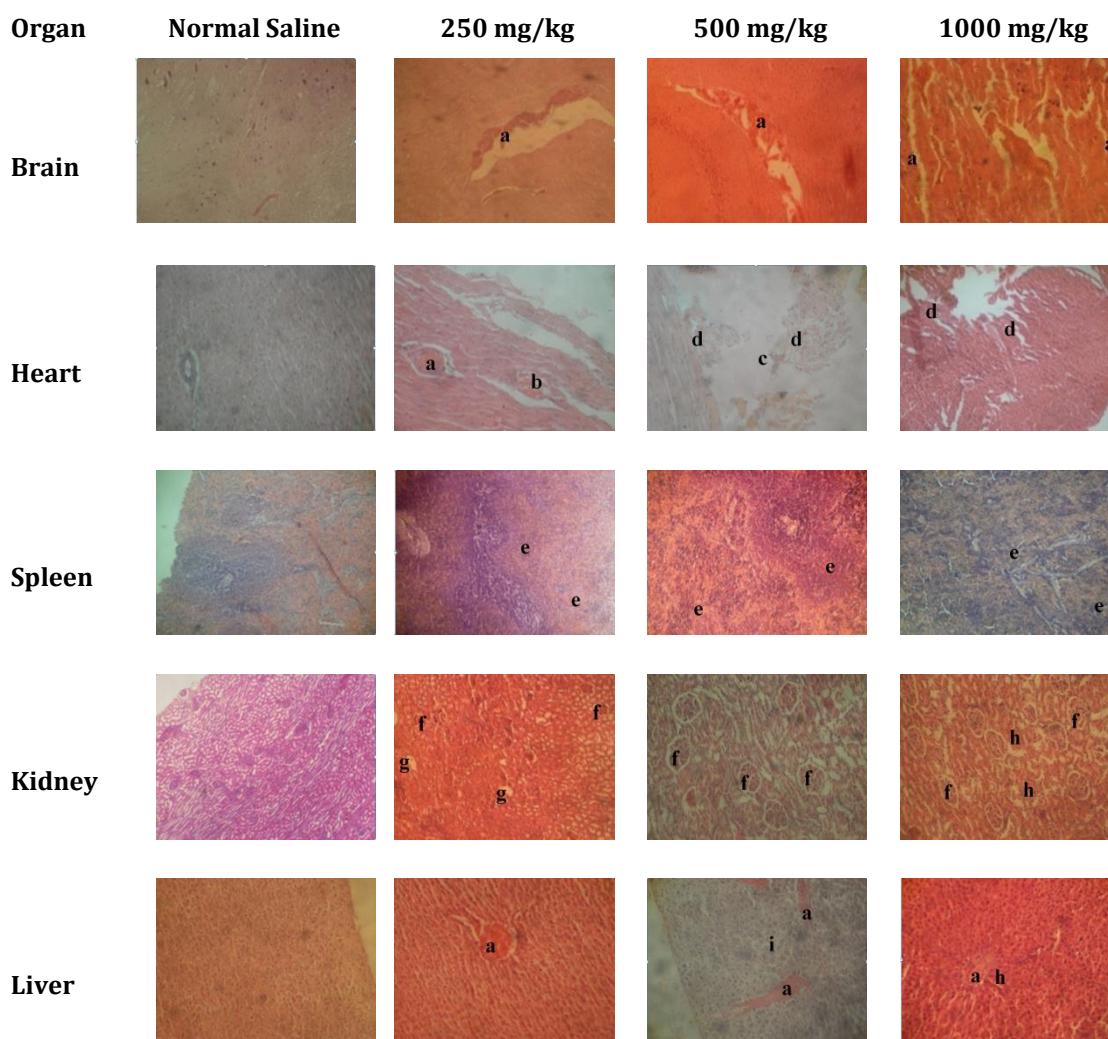 Organ Normal Saline 250 mg/kg 500 mg/kg 1000 mg/kg
Brain a a a a
Heart a b d c d d d
Spleen e e e e e e
Kidney f f g g f f f f h h f
Liver a a i a a h